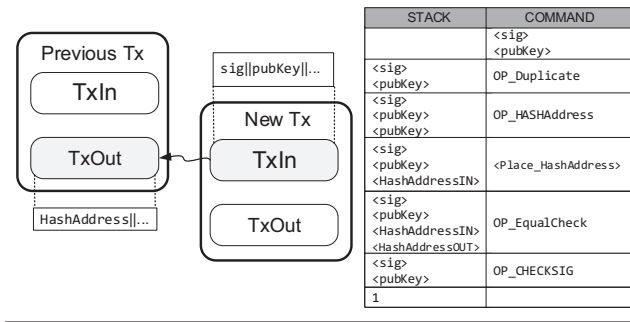 Previous Tx
TxIn
TxOut
HashAddress||...
sig||pubKey||...
New Tx
TxIn
TxOut
STACK COMMAND
<sig>
<pubKey>
<sig>
<pubKey> OP_Duplicate
<sig>
<pubKey>
<pubKey> OP_HASHAddress
<sig>
<pubKey>
<HashAddressIN> <Place_HashAddress>
<sig>
<pubKey>
<HashAddressIN>
<HashAddressOUT> OP_EqualCheck
<sig>
<pubKey> OP_CHECKSIG
1